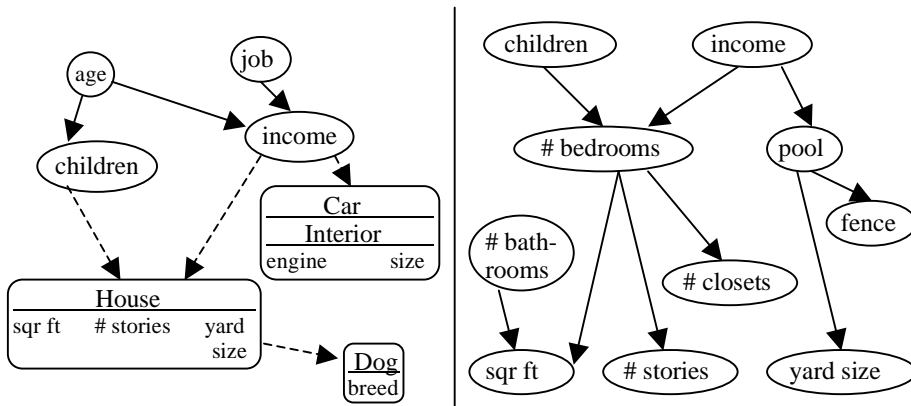 age
job
income
children
Car
Interior
engine size
House
sqr ft # stories yard
size
Dog
breed
children income
# bedrooms pool
fence
# bath-
rooms
# closets
sqr ft # stories yard size